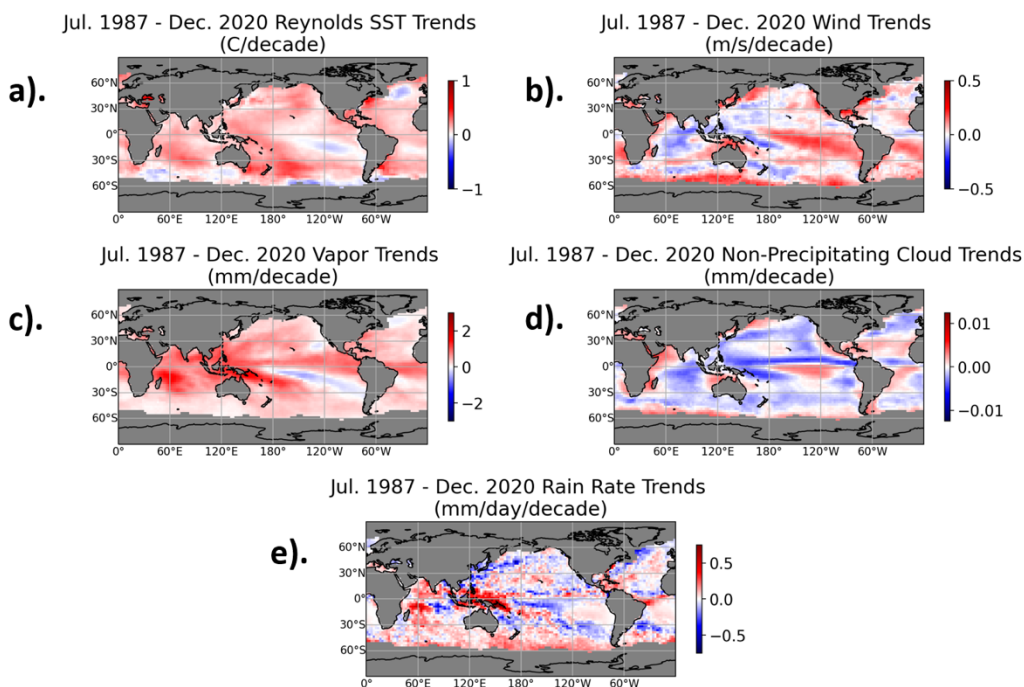 Jul. 1987 - Dec. 2020 Reynolds SST Trends
(C/decade)
a).
60°N
30°N
0°
30°S
60°S
0° 60°E 120°E 180° 120°W 60°W
1
0
−1
Jul. 1987 - Dec. 2020 Wind Trends
(m/s/decade)
b).
60°N
30°N
0°
30°S
60°S
0° 60°E 120°E 180° 120°W 60°W
0.5
0.0
−0.5
Jul. 1987 - Dec. 2020 Vapor Trends
(mm/decade)
c).
60°N
30°N
0°
30°S
60°S
0° 60°E 120°E 180° 120°W 60°W
2
0
−2
Jul. 1987 - Dec. 2020 Non-Precipitating Cloud Trends
(mm/decade)
d).
60°N
30°N
0°
30°S
60°S
0° 60°E 120°E 180° 120°W 60°W
0.01
0.00
−0.01
Jul. 1987 - Dec. 2020 Rain Rate Trends
(mm/day/decade)
e).
60°N
30°N
0°
30°S
60°S
0° 60°E 120°E 180° 120°W 60°W
0.5
0.0
−0.5